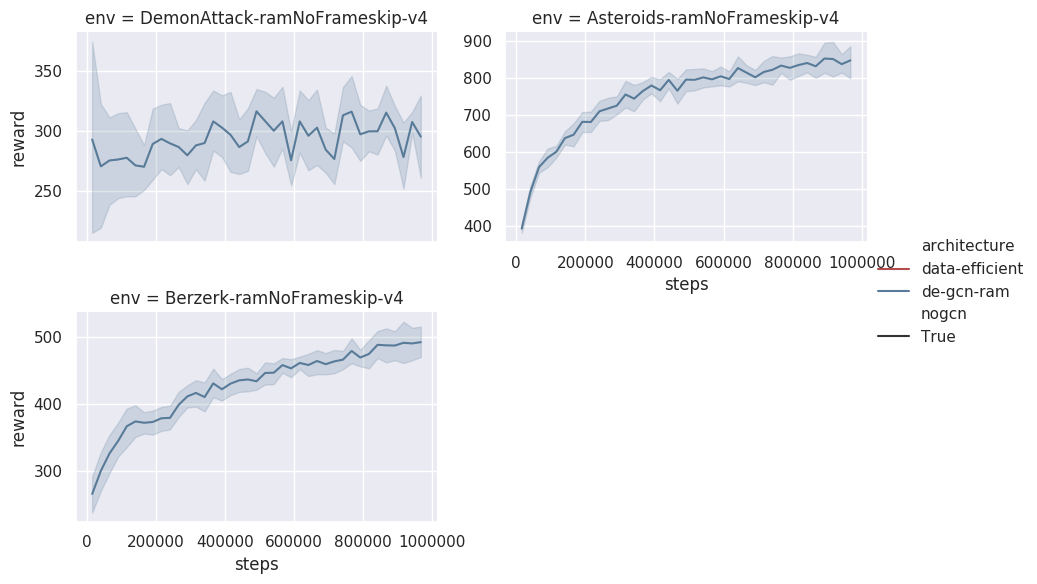 env = DemonAttack-ramNoFrameskip-v4
350
300
250
reward
env = Asteroids-ramNoFrameskip-v4
900
800
700
600
500
400
0 200000 400000 600000 800000 1000000
steps
architecture
data-efficient
de-gcn-ram
nogcn
True
env = Berzerk-ramNoFrameskip-v4
500
400
300
reward
0 200000 400000 600000 800000 1000000
steps